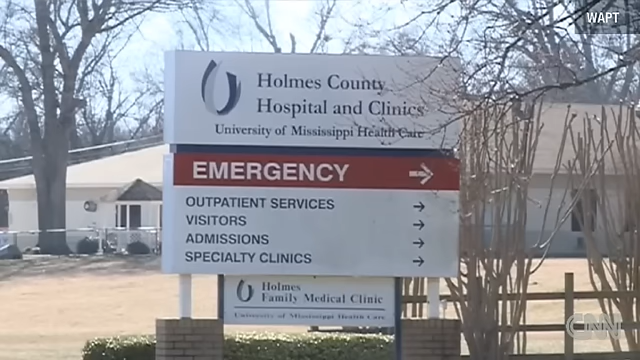 WAPT
Holmes County
Hospital and Clinics
University of Mississippi Health Care
EMERGENCY
OUTPATIENT SERVICES
VISITORS
ADMISSIONS
SPECIALTY CLINICS
Holmes
Family Medical Clinic
University of Mississippi Health Care
CNN